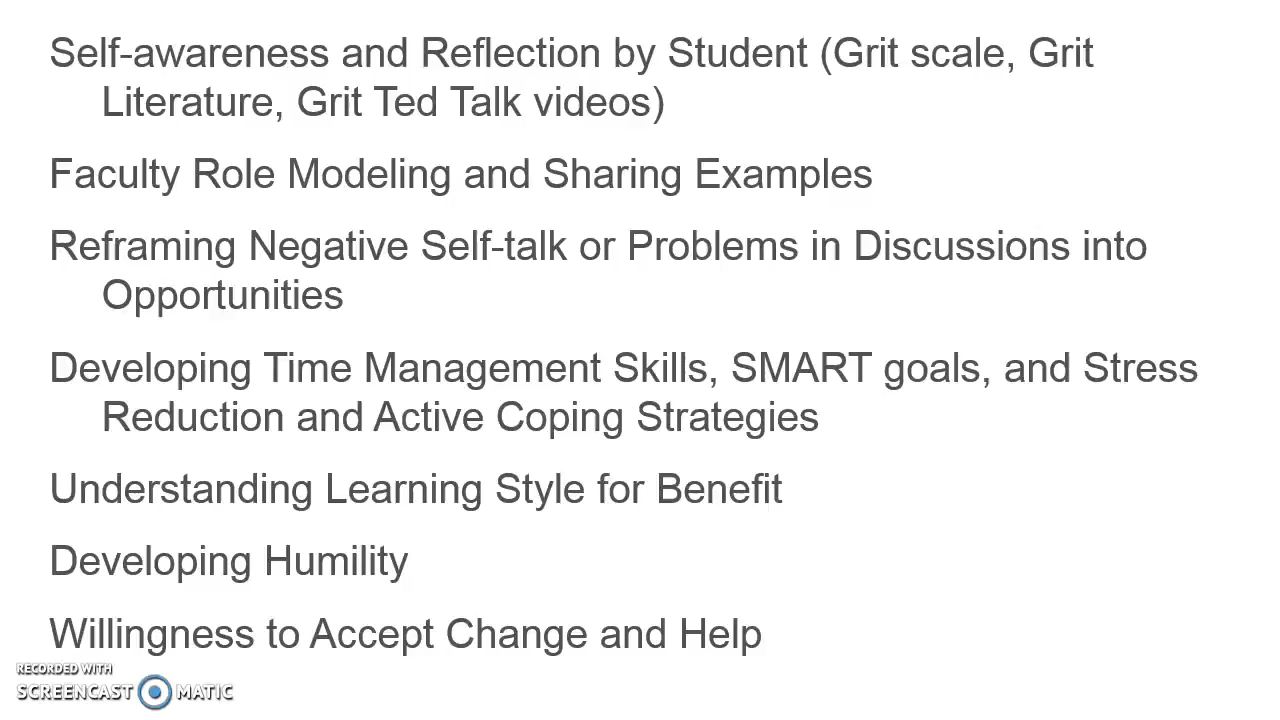 Self-awareness and Reflection by Student (Grit scale, Grit
Literature, Grit Ted Talk videos)
Faculty Role Modeling and Sharing Examples
Reframing Negative Self-talk or Problems in Discussions into
Opportunities
Developing Time Management Skills, SMART goals, and Stress
Reduction and Active Coping Strategies
Understanding Learning Style for Benefit
Developing Humility
Willingness to Accept Change and Help
RECORDED WITH
SCREENCAST MATIC